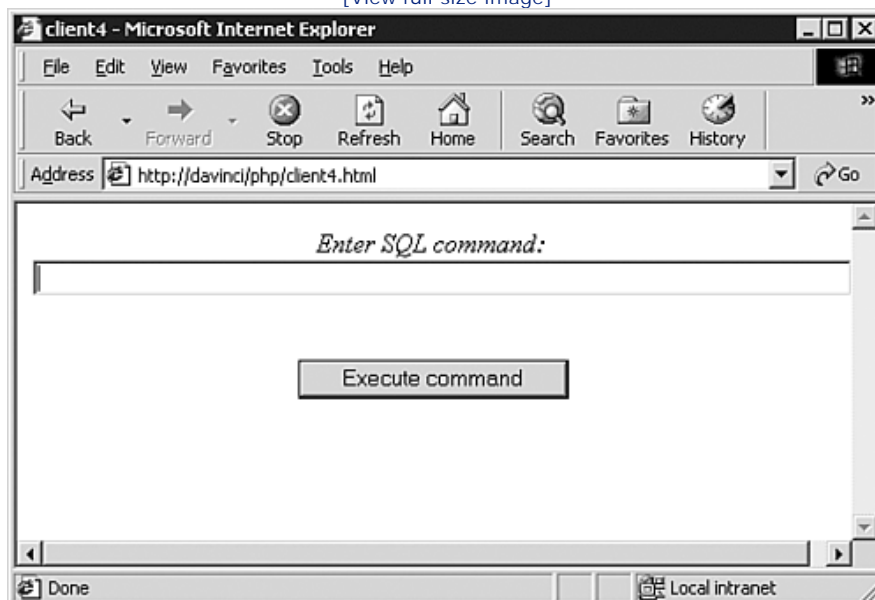 [View full size image]
client4 - Microsoft Internet Explorer
File Edit View Favorites Tools Help
Back Forward Stop Refresh Home Search Favorites History »
Address http://davinci/php/client4.html Go
Enter SQL command:
Execute command
Done Local intranet